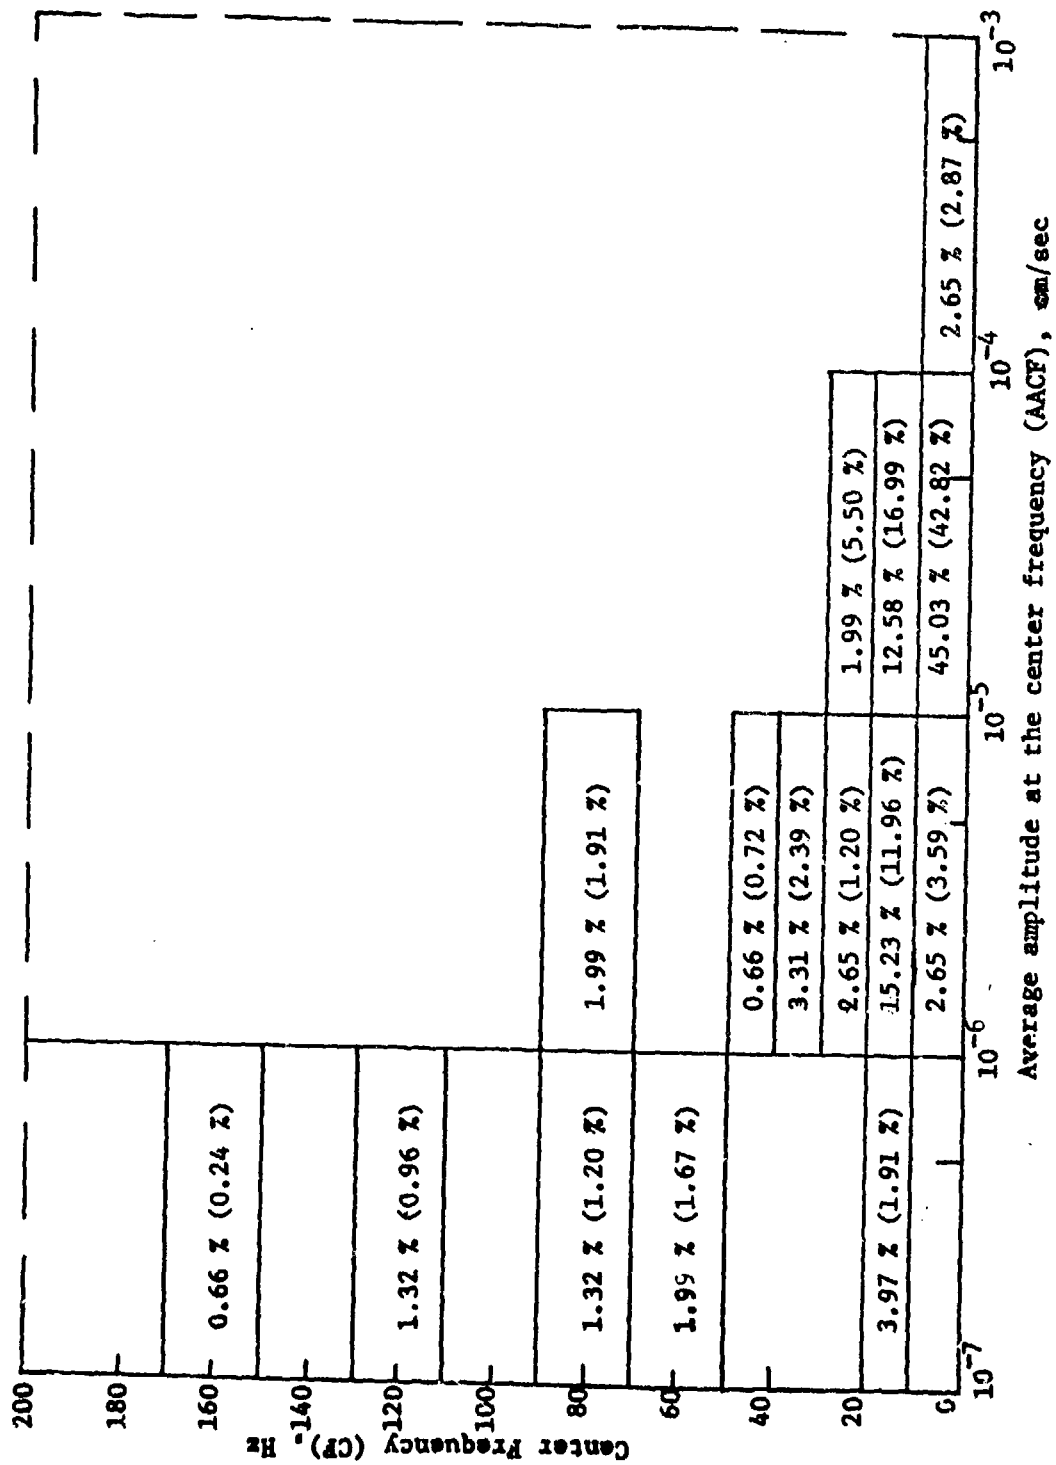 Center Frequency (CF), Hz
200
180
160
140
120
100
80
60
40
20
0
0.66 % (0.24 %)
1.32 % (0.96 %)
1.32 % (1.20 %)
1.99 % (1.91 %)
1.99 % (1.67 %)
0.66 % (0.72 %)
3.31 % (2.39 %)
2.65 % (1.20 %)
1.99 % (5.50 %)
3.97 % (1.91 %)
15.23 % (11.96 %)
12.58 % (16.99 %)
2.65 % (3.59 %)
45.03 % (42.82 %)
2.65 % (2.87 %)
10-7
10-6
10-5
10-4
10-3
Average amplitude at the center frequency (AACF), cm/sec